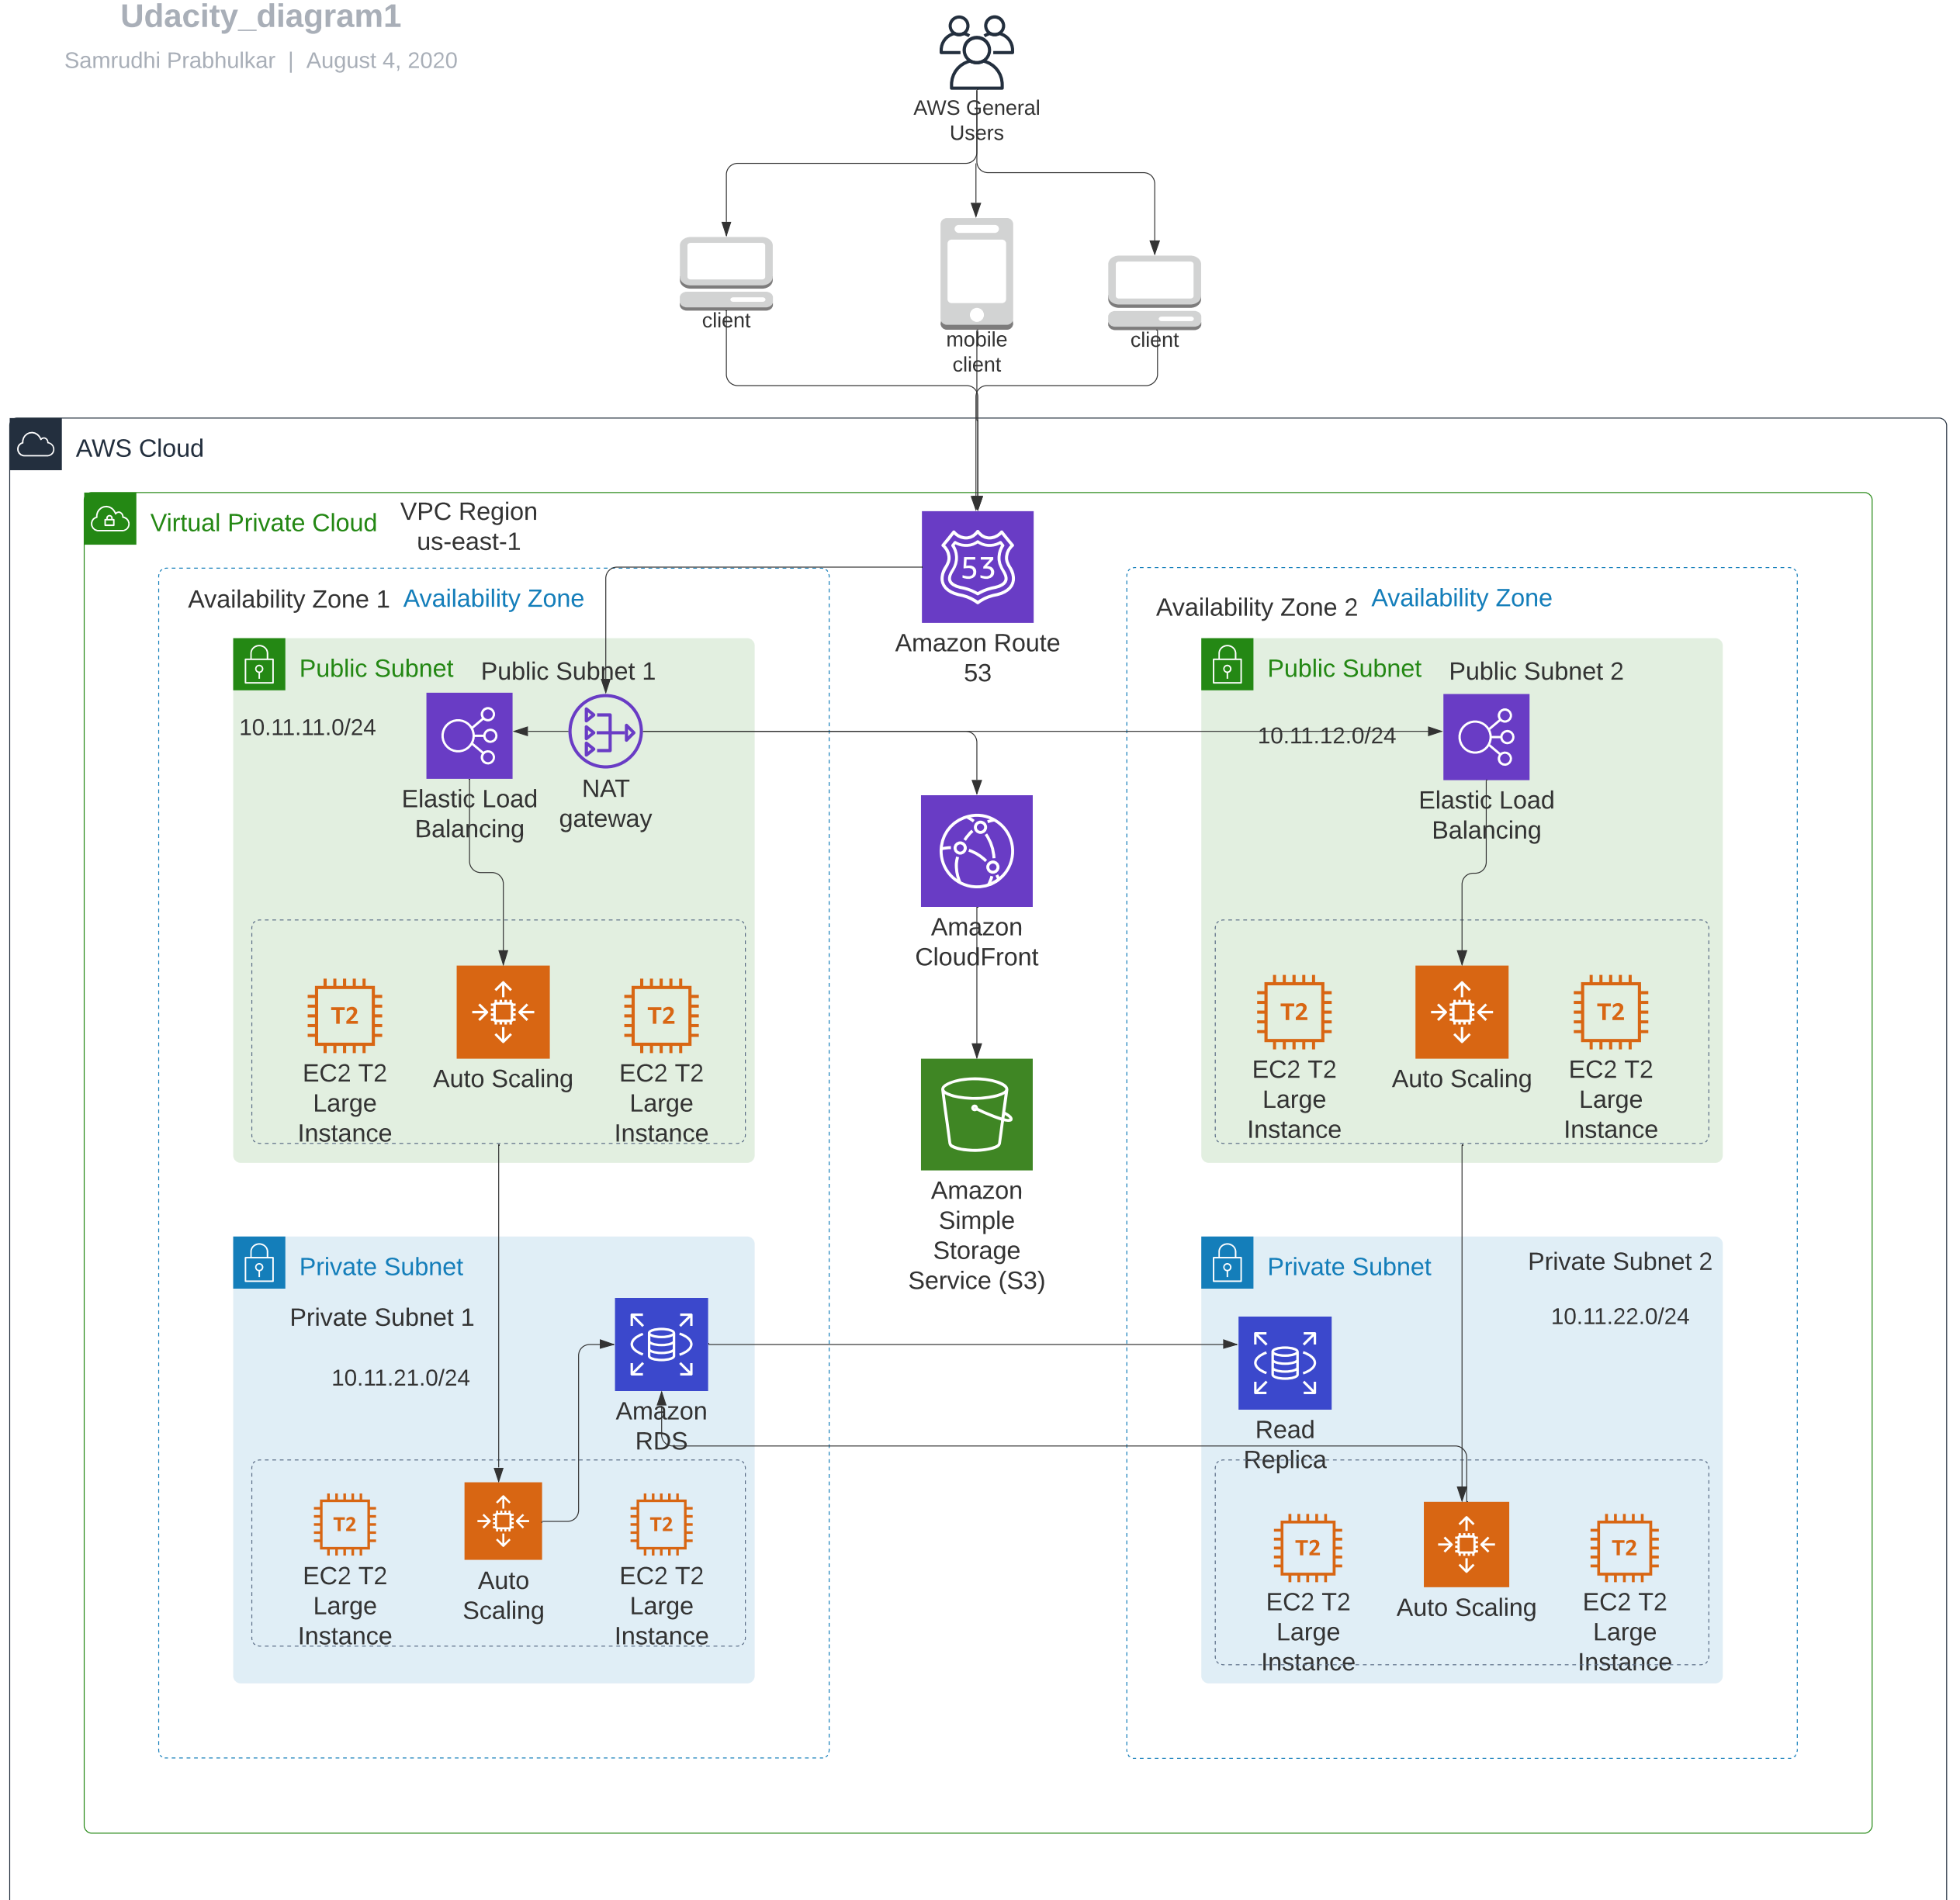 Udacity_diagram1
Samrudhi Prabhulkar | August 4, 2020
AWS General
Users
client
mobile
client
client
AWS Cloud
Virtual Private Cloud
VPC Region
us-east-1
53
Amazon Route
53
Availability Zone 1
Availability Zone
Public Subnet
Public Subnet 1
10.11.11.0/24
Elastic Load
Balancing
NAT
gateway
Availability Zone 2
Availability Zone
Public Subnet
Public Subnet 2
10.11.12.0/24
Elastic Load
Balancing
Amazon
CloudFront
T2
EC2 T2
Large
Instance
Auto Scaling
T2
EC2 T2
Large
Instance
T2
EC2 T2
Large
Instance
Auto Scaling
T2
EC2 T2
Large
Instance
Amazon
Simple
Storage
Service (S3)
Private Subnet
Private Subnet 1
10.11.21.0/24
Amazon
RDS
T2
EC2 T2
Large
Instance
Auto
Scaling
T2
EC2 T2
Large
Instance
Private Subnet
Private Subnet 2
10.11.22.0/24
Read
Replica
T2
EC2 T2
Large
Instance
Auto Scaling
T2
EC2 T2
Large
Instance